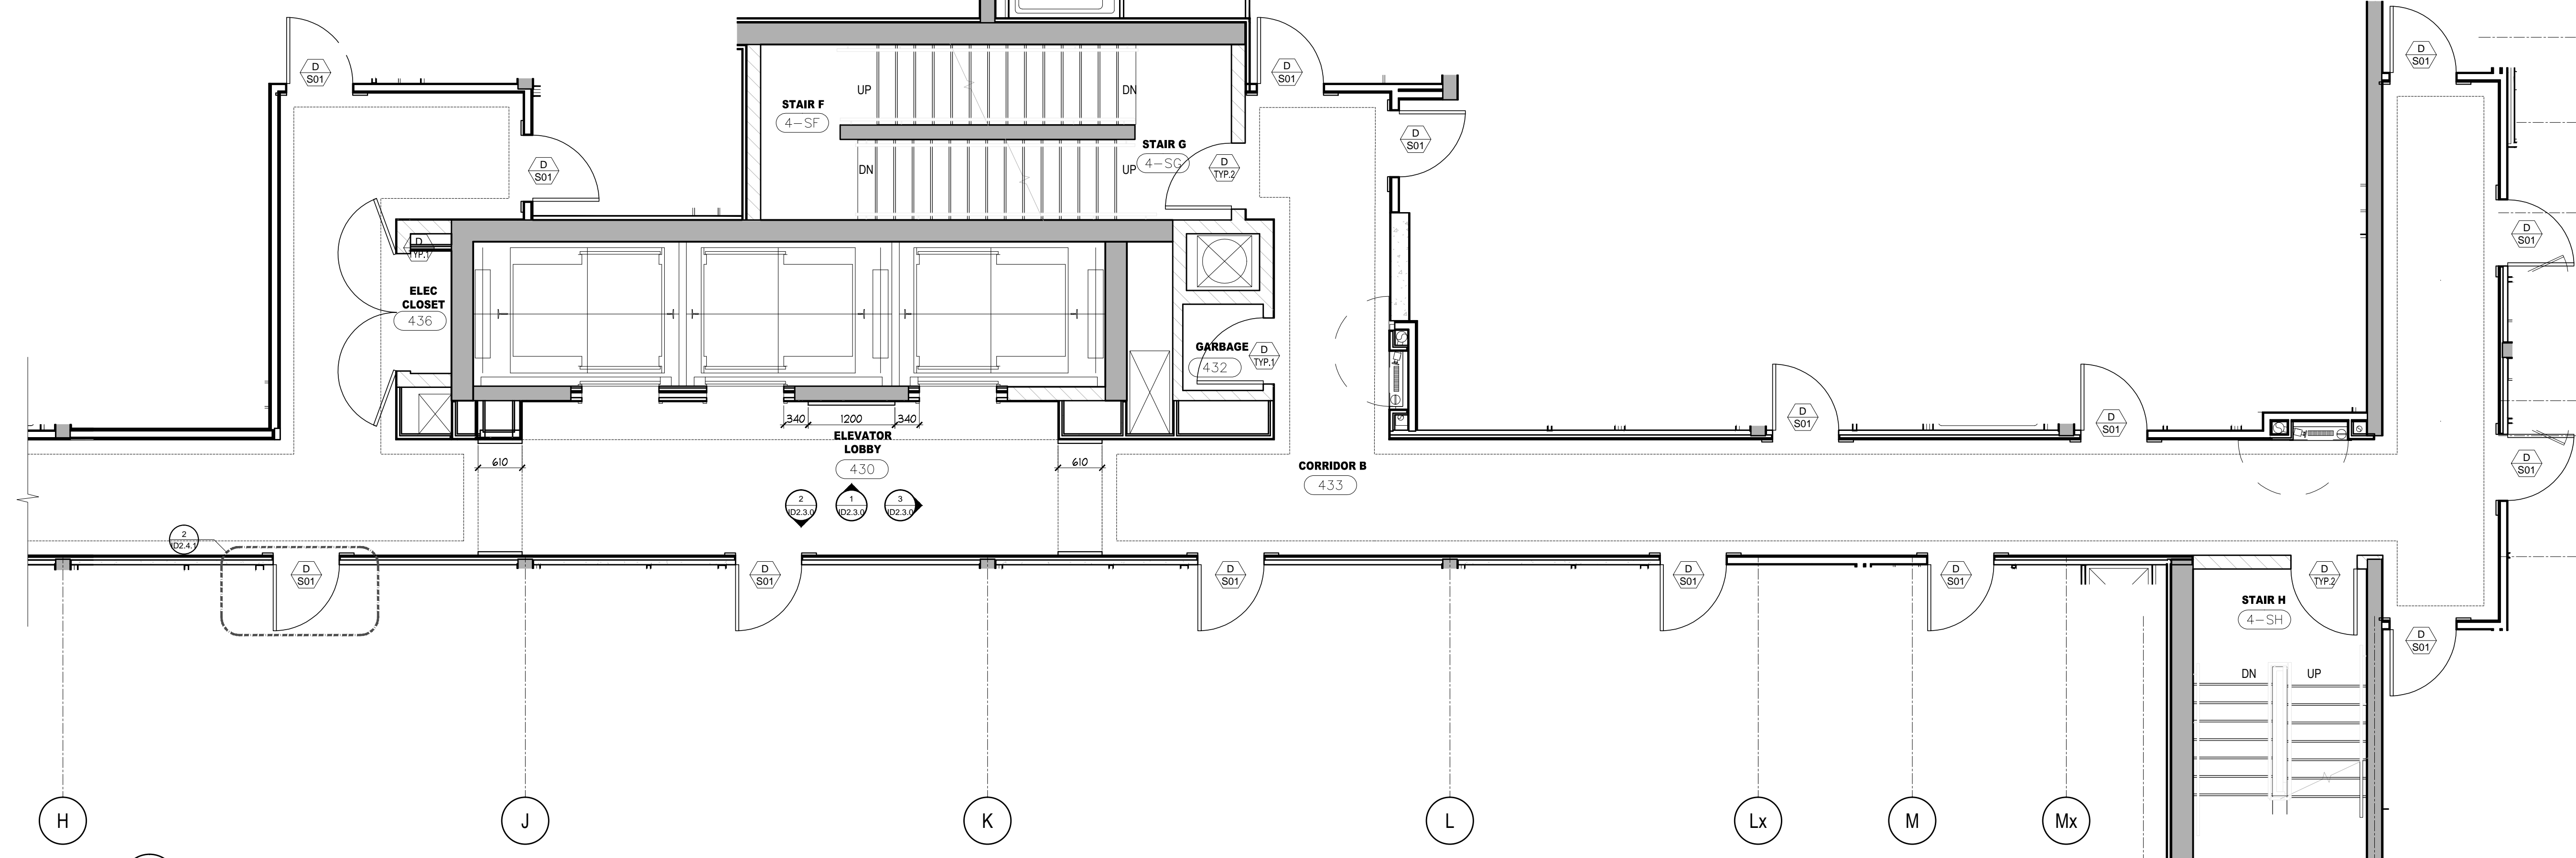 D
S01
D
S01
D
S01
UP
DN
STAIR F
4-SF
D
S01
STAIR G
4-SG
D
S01
DN
UP
D
TYP.2
D
TYP.1
D
S01
ELEC
CLOSET
436
GARBAGE
432
D
TYP.1
340
1200
340
D
S01
D
S01
ELEVATOR
LOBBY
430
610
610
CORRIDOR B
433
D
S01
2
ID2.3.0
1
ID2.3.0
3
ID2.3.0
2
ID2.4.1
D
S01
D
S01
D
S01
D
S01
D
S01
D
TYP.2
STAIR H
4-SH
D
S01
DN
UP
H
J
K
L
Lx
M
Mx